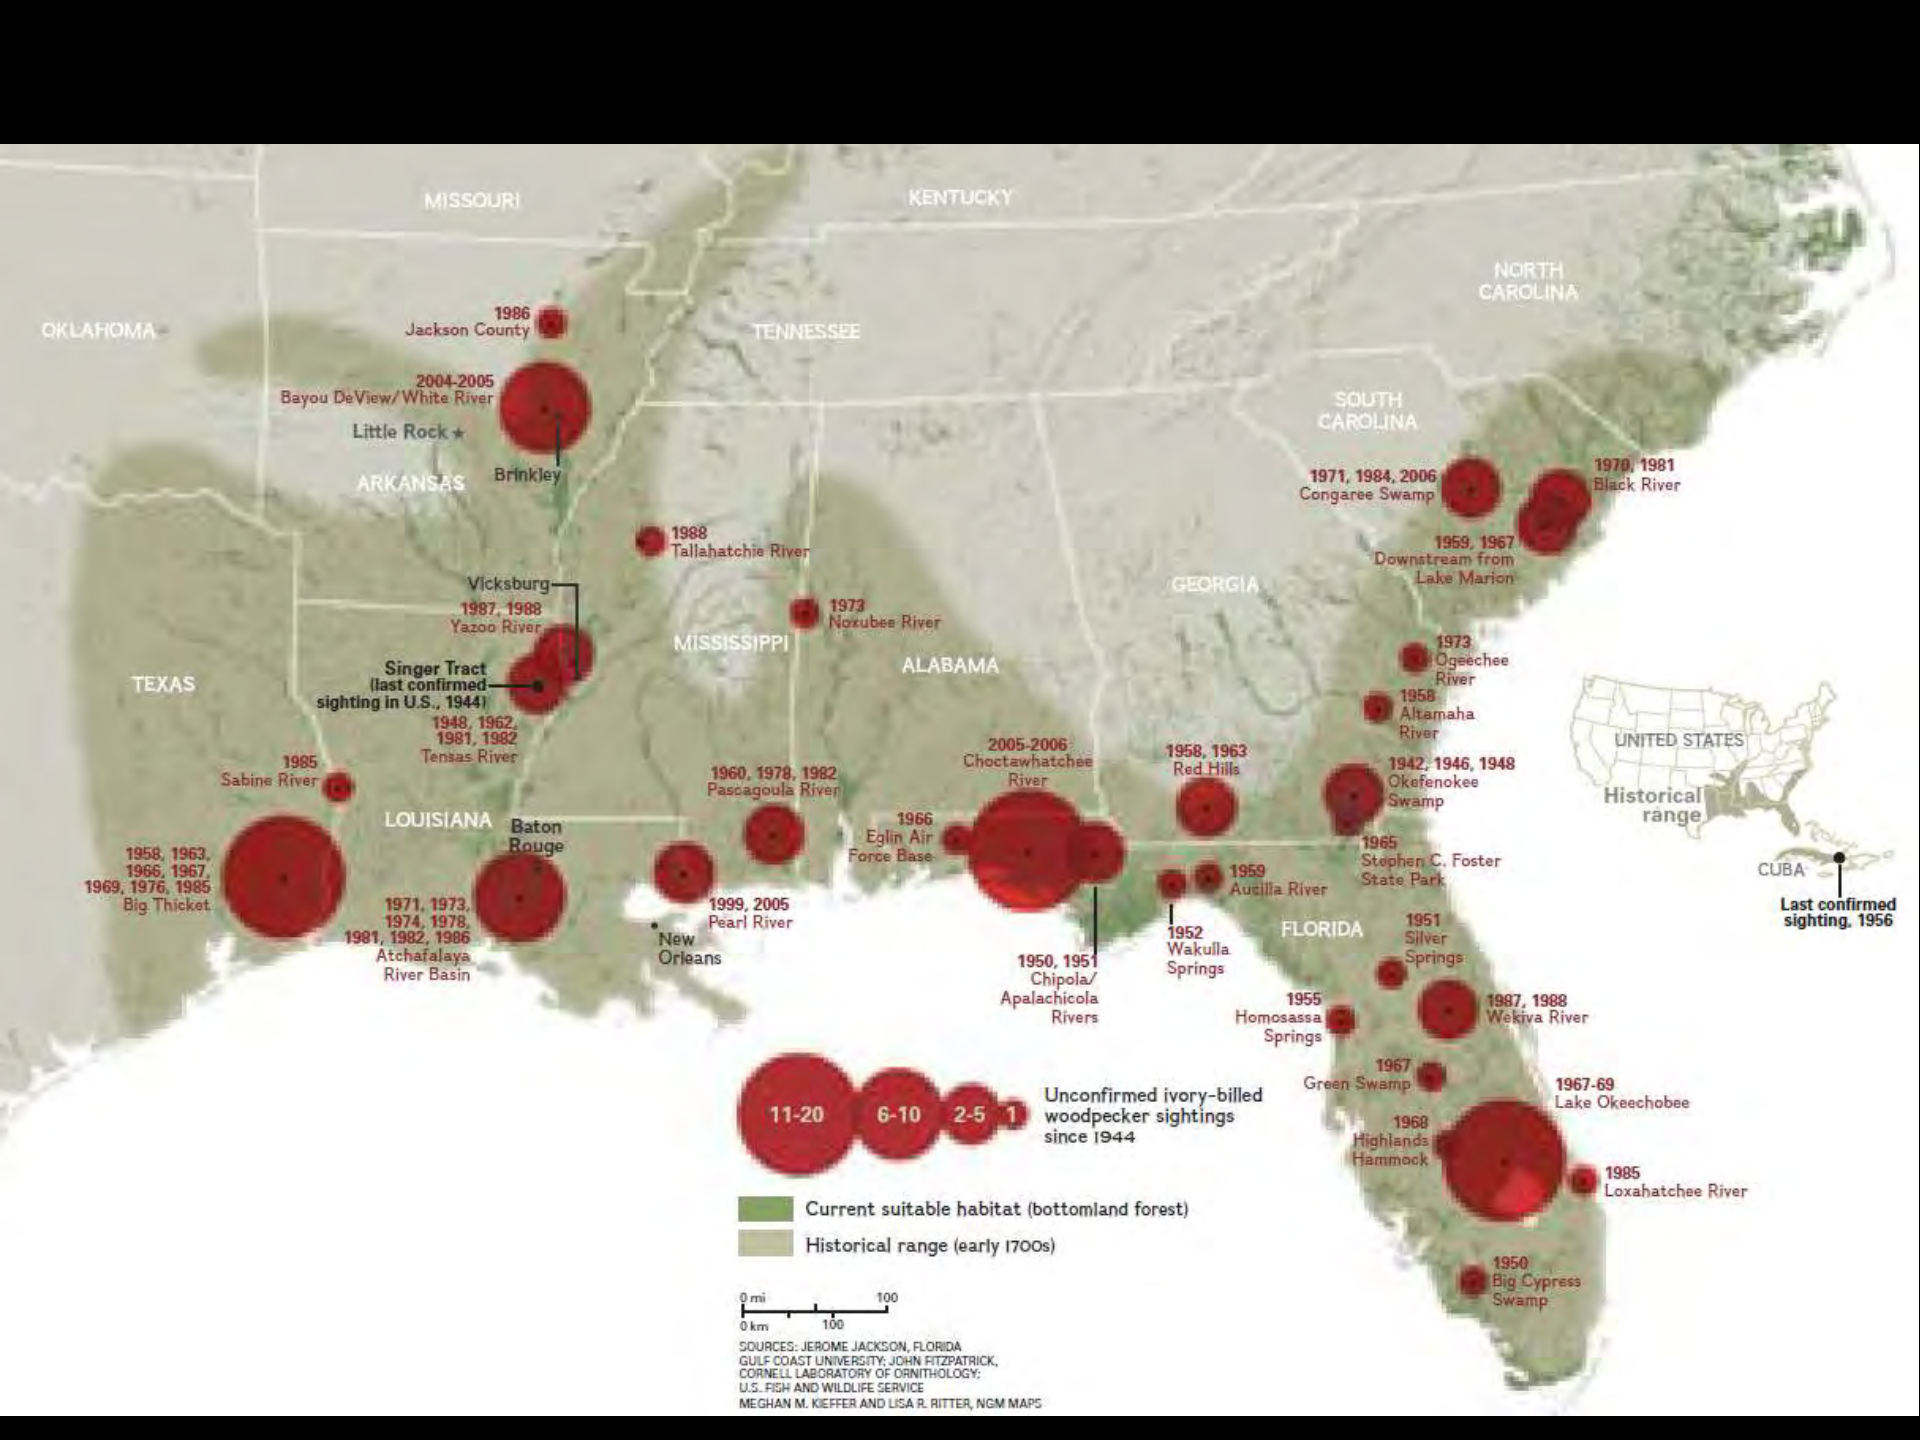 MISSOURI
KENTUCKY
NORTH
CAROLINA
OKLAHOMA
1986
Jackson County
TENNESSEE
2004-2005
Bayou DeView/White River
Little Rock
Brinkley
ARKANSAS
SOUTH
CAROLINA
1971, 1984, 2006
Congaree Swamp
1970, 1981
Black River
1959, 1967
Downstream from
Lake Marion
1988
Tallahatchie River
Vicksburg
1987, 1988
Yazoo River
GEORGIA
1973
Noxubee River
MISSISSIPPI
ALABAMA
TEXAS
Singer Tract
(last confirmed
sighting in U.S., 1944)
1948, 1962,
1981, 1982
Tensas River
1973
Ogeechee
River
1958
Altamaha
River
1985
Sabine River
1960, 1978, 1982
Pascagoula River
2005-2006
Choctawhatchee
River
1958, 1963
Red Hills
1942, 1946, 1948
Okefenokee
Swamp
UNITED STATES
Historical
range
CUBA
Last confirmed
sighting, 1956
LOUISIANA
Baton
Rouge
1966
Eglin Air
Force Base
1965
Stephen C. Foster
State Park
1958, 1963,
1966, 1967,
1969, 1976, 1985
Big Thicket
1971, 1973,
1974, 1978,
1981, 1982, 1986
Atchafalaya
River Basin
1999, 2005
Pearl River
New
Orleans
1959
Aucilla River
1952
Wakulla
Springs
FLORIDA
1950, 1951
Chipola/
Apalachicola
Rivers
1951
Silver
Springs
1955
Homosassa
Springs
1987, 1988
Wekiva River
1967
Green Swamp
1967-69
Lake Okeechobee
1968
Highlands
Hammock
1985
Loxahatchee River
1950
Big Cypress
Swamp
11-20
6-10
2-5
1
Unconfirmed ivory-billed
woodpecker sightings
since 1944
Current suitable habitat (bottomland forest)
Historical range (early 1700s)
0 mi 100
0 km 100
SOURCES: JEROME JACKSON, FLORIDA
GULF COAST UNIVERSITY; JOHN FITZPATRICK,
CORNELL LABORATORY OF ORNITHOLOGY;
U.S. FISH AND WILDLIFE SERVICE
MEGHAN M. KIEFFER AND LISA R. RITTER, NGM MAPS